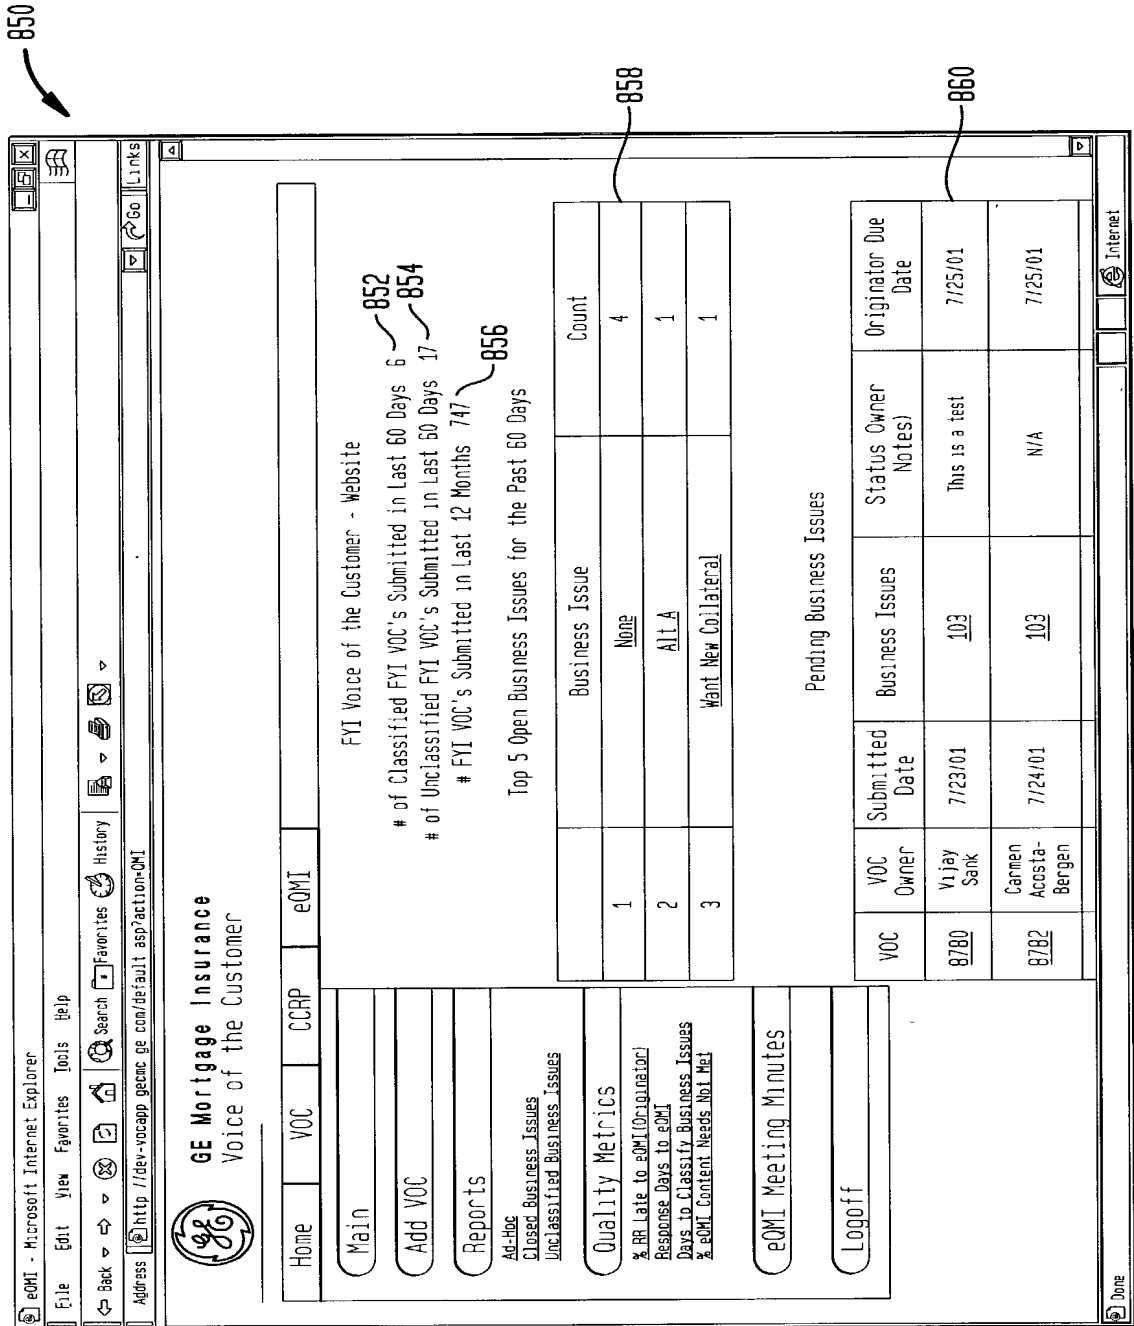 850
eQMI - Microsoft Internet Explorer
File Edit View Favorites Tools Help
Back Search Favorites History
Address http //dev-vocapp gecmc ge com/default asp?action=QMI Go Links
GE Mortgage Insurance
Voice of the Customer
Home VOC CCRP eQMI
Main
Add VOC
Reports
Ad-Hoc
Closed Business Issues
Unclassified Business Issues
Quality Metrics
% RR Late to eQMI(Originator)
Response Days to eQMI
Days to Classify Business Issues
% eQMI Content Needs Not Met
eQMI Meeting Minutes
Logoff
FYI Voice of the Customer - Website
# of Classified FYI VOC's Submitted in Last 60 Days 6 852
# of Unclassified FYI VOC's Submitted in Last 60 Days 17 854
# FYI VOC's Submitted in Last 12 Months 747 856
Top 5 Open Business Issues for the Past 60 Days
Business Issue Count
1 None 4 858
2 Alt A 1
3 Want New Collateral 1
Pending Business Issues
VOC VOC Owner Submitted Date Business Issues Status Owner Notes) Originator Due Date
8780 Vijay Sank 7/23/01 103 This is a test 7/25/01 860
8782 Carmen Acosta-Bergen 7/24/01 103 N/A 7/25/01
Done Internet